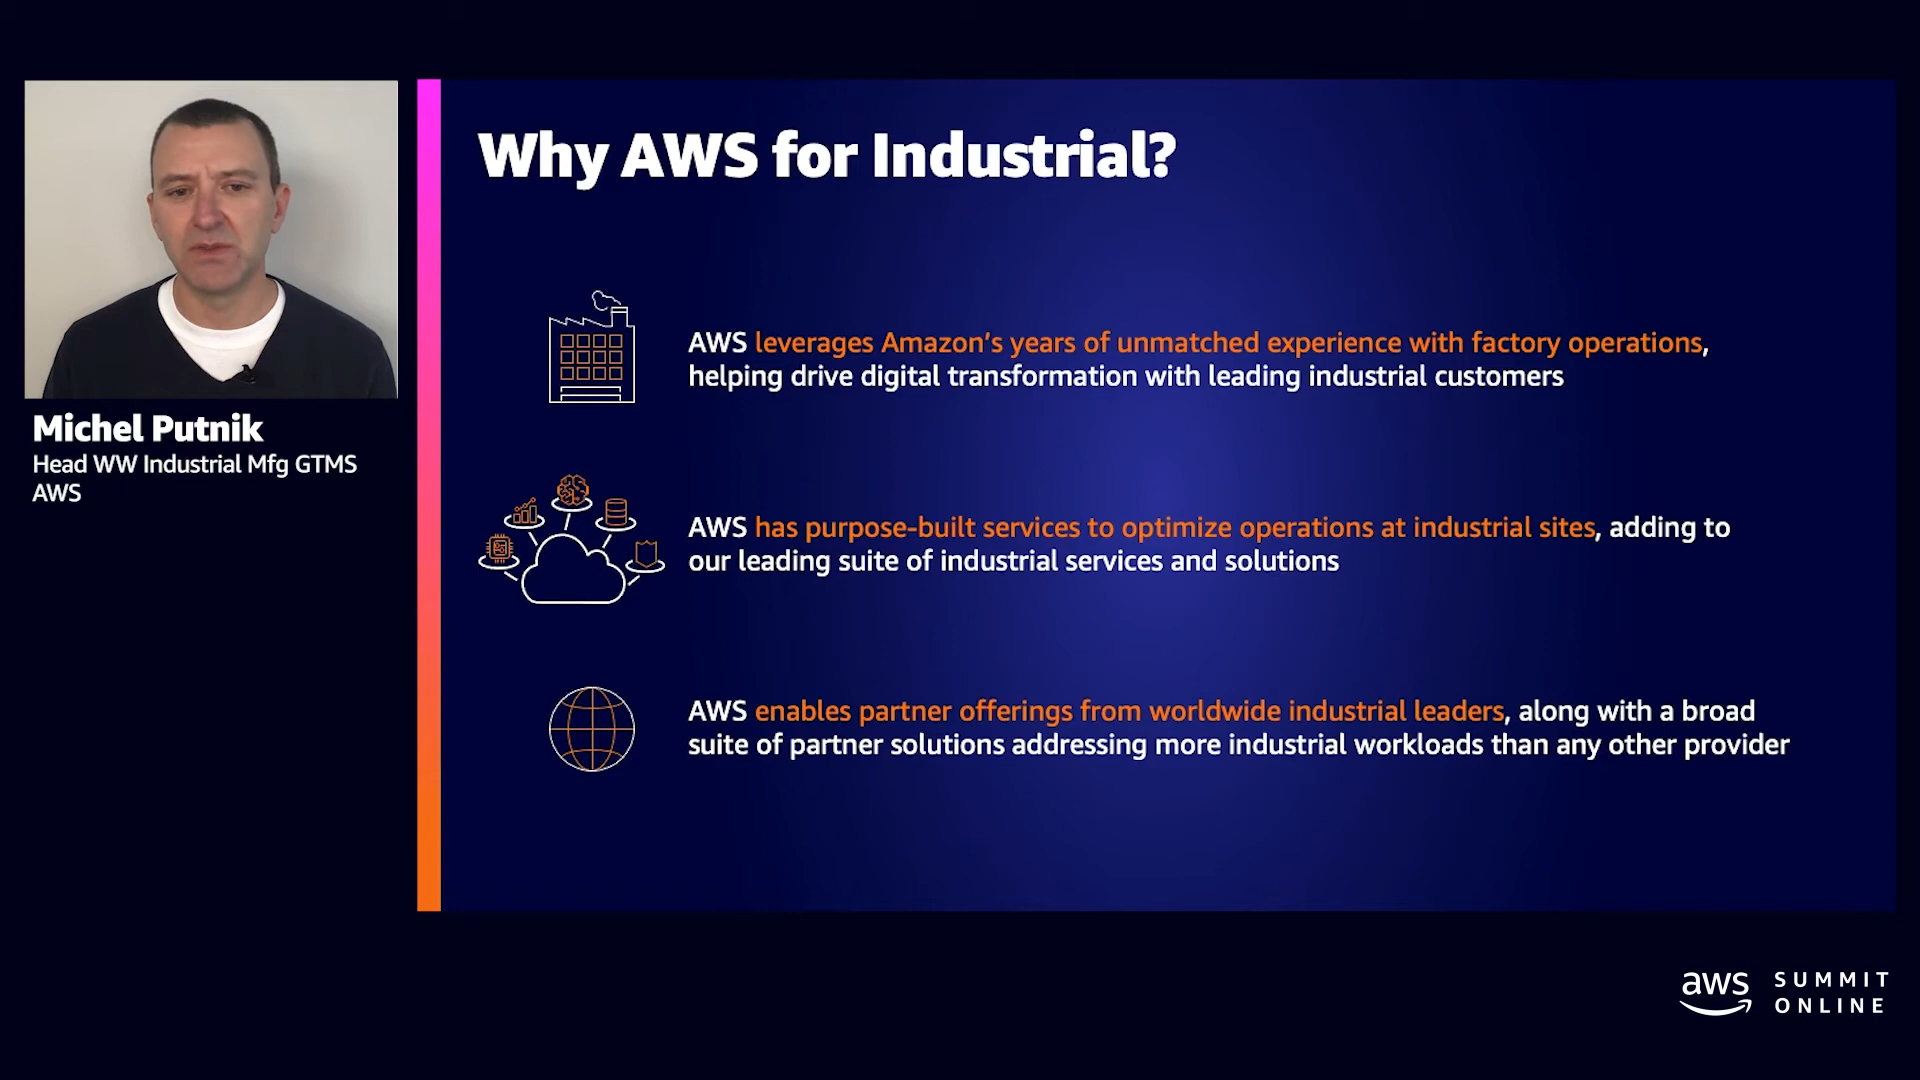 Why AWS for Industrial?
AWS leverages Amazon’s years of unmatched experience with factory operations,
helping drive digital transformation with leading industrial customers
Michel Putnik
Head WW Industrial Mfg GTMS
AWS
AWS has purpose-built services to optimize operations at industrial sites, adding to
our leading suite of industrial services and solutions
AWS enables partner offerings from worldwide industrial leaders, along with a broad
suite of partner solutions addressing more industrial workloads than any other provider
aws SUMMIT
ONLINE